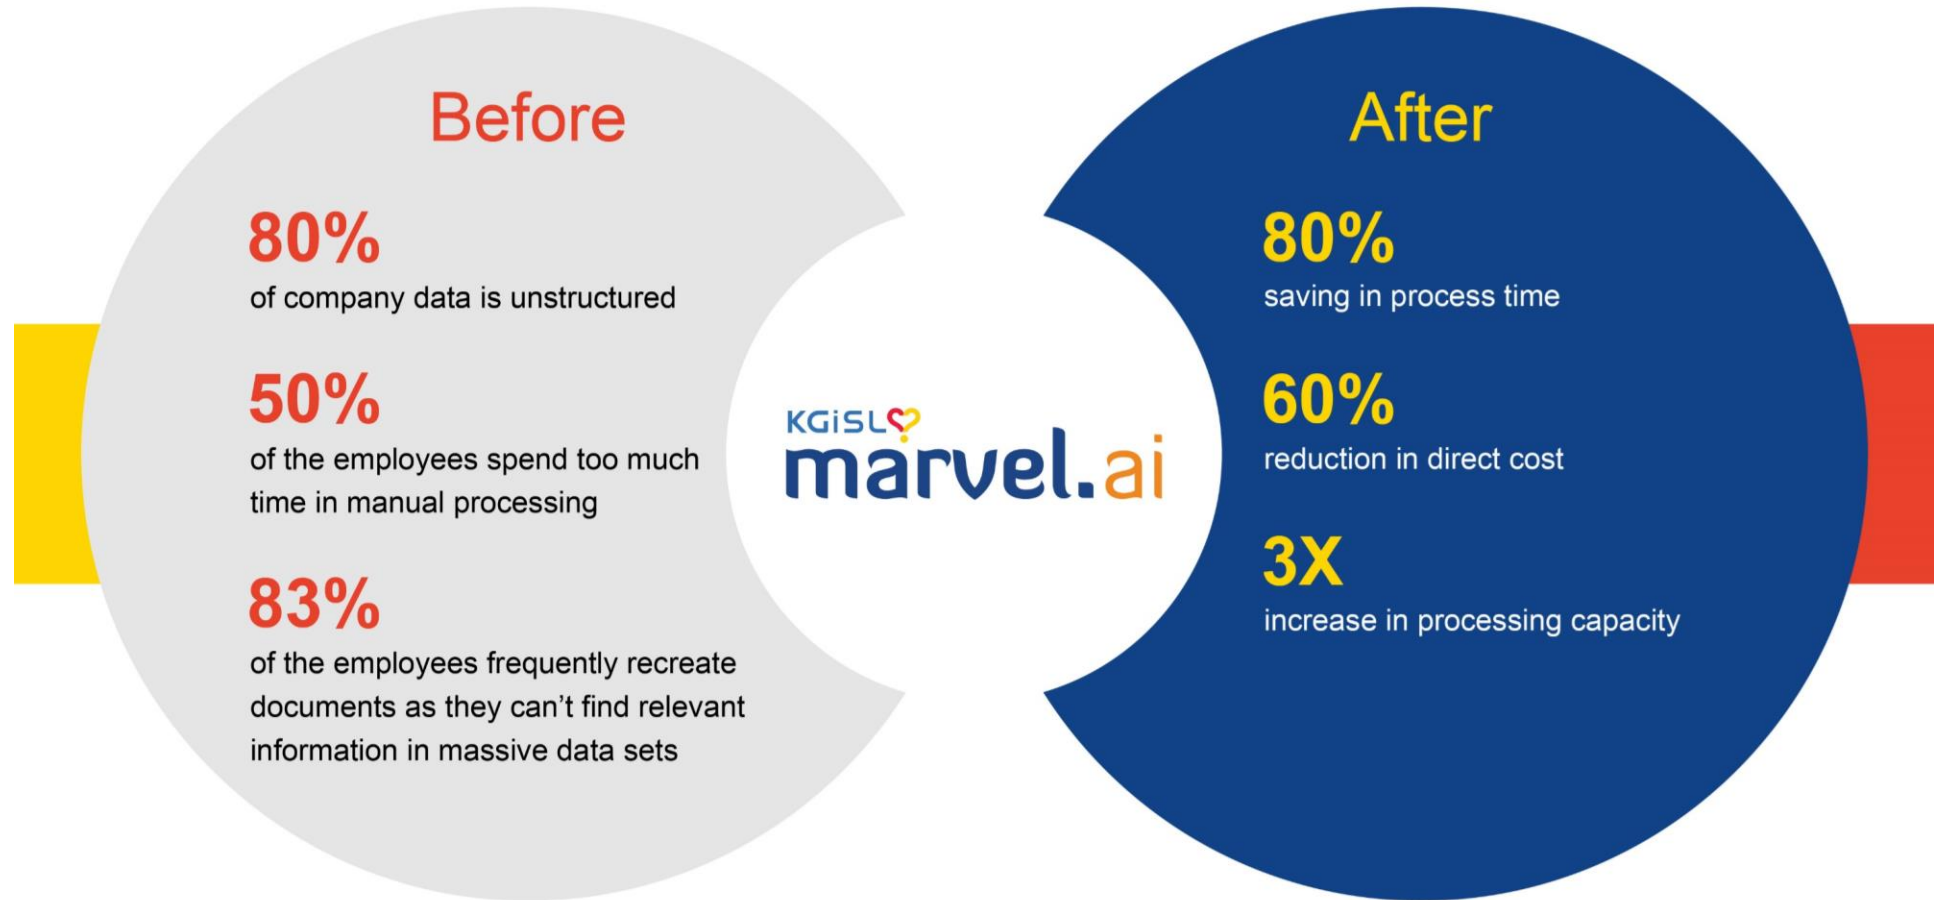 Before
80%
of company data is unstructured
50%
of the employees spend too much
time in manual processing
83%
of the employees frequently recreate
documents as they can’t find relevant
information in massive data sets
KGiSL
marvel.ai
After
80%
saving in process time
60%
reduction in direct cost
3X
increase in processing capacity